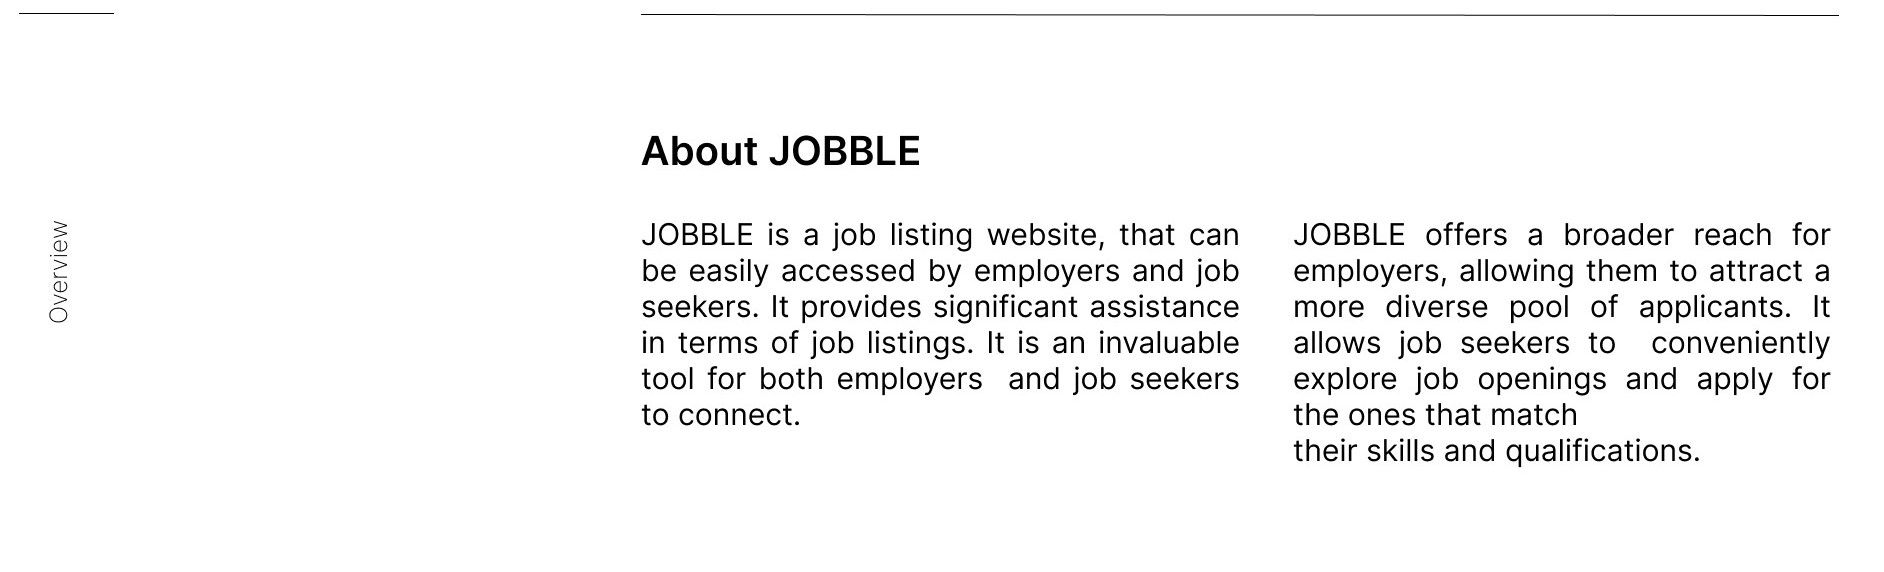 Overview
About JOBBLE
JOBBLE is a job listing website, that can
be easily accessed by employers and job
seekers. It provides significant assistance
in terms of job listings. It is an invaluable
tool for both employers  and job seekers
to connect.
JOBBLE offers a broader reach for
employers, allowing them to attract a
more diverse pool of applicants. It
allows job seekers to  conveniently
explore job openings and apply for
the ones that match
their skills and qualifications.